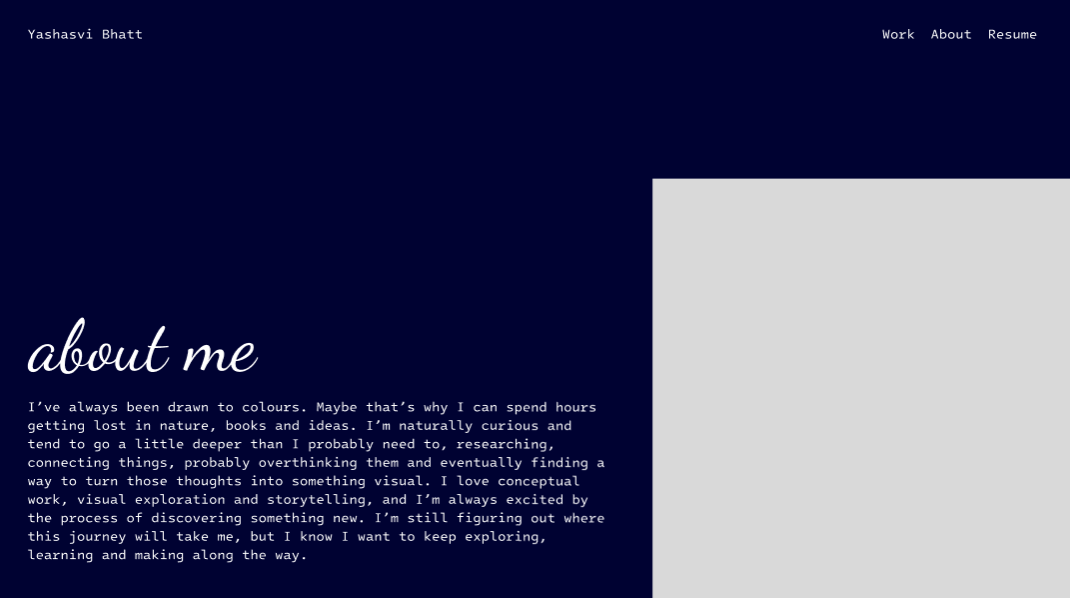 Yashasvi Bhatt
Work About Resume
about me
I’ve always been drawn to colours. Maybe that’s why I can spend hours
getting lost in nature, books and ideas. I’m naturally curious and
tend to go a little deeper than I probably need to, researching,
connecting things, probably overthinking them and eventually finding a
way to turn those thoughts into something visual. I love conceptual
work, visual exploration and storytelling, and I’m always excited by
the process of discovering something new. I’m still figuring out where
this journey will take me, but I know I want to keep exploring,
learning and making along the way.